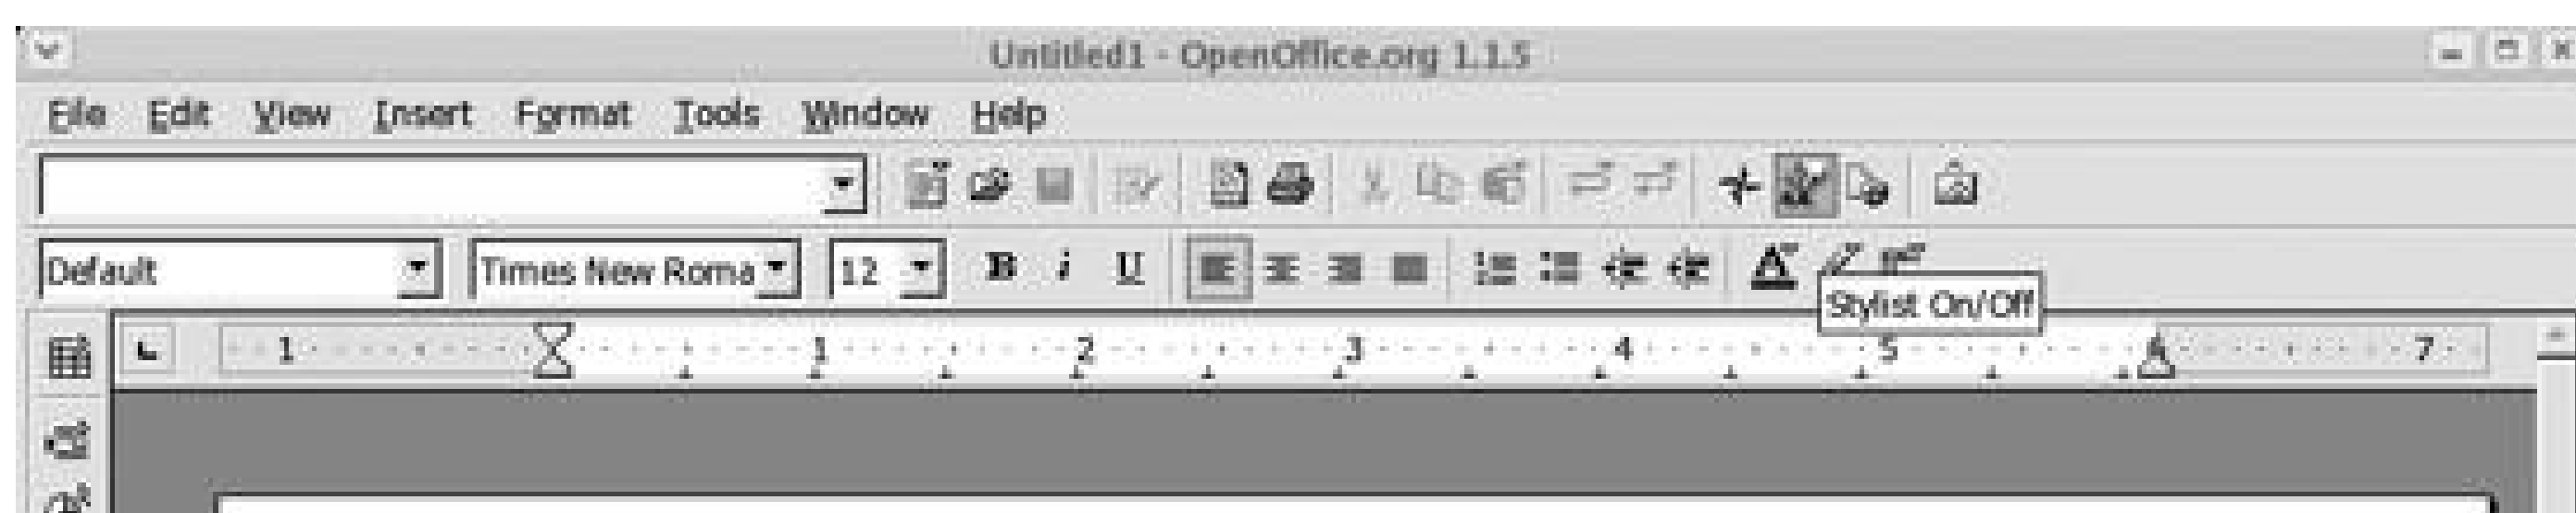 Untitled1 - OpenOffice.org 1.1.5
File Edit View Insert Format Tools Window Help
Default Times New Roma 12 B i U A
Stylist On/Off
1 1 2 3 4 5 6 7